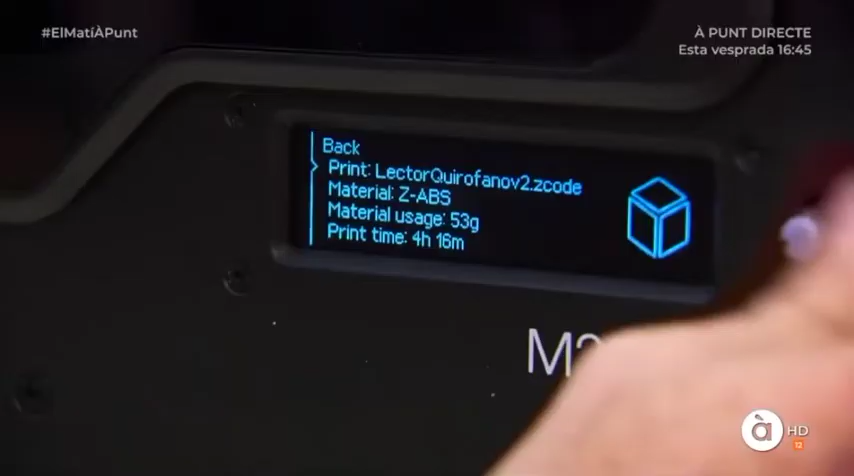 #ElMatíÀPunt
À PUNT DIRECTE
Esta vesprada 16:45
Back
Print: LectorQuirofanov2.zcode
Material: Z-ABS
Material usage: 53g
Print time: 4h 16m
à HD
12